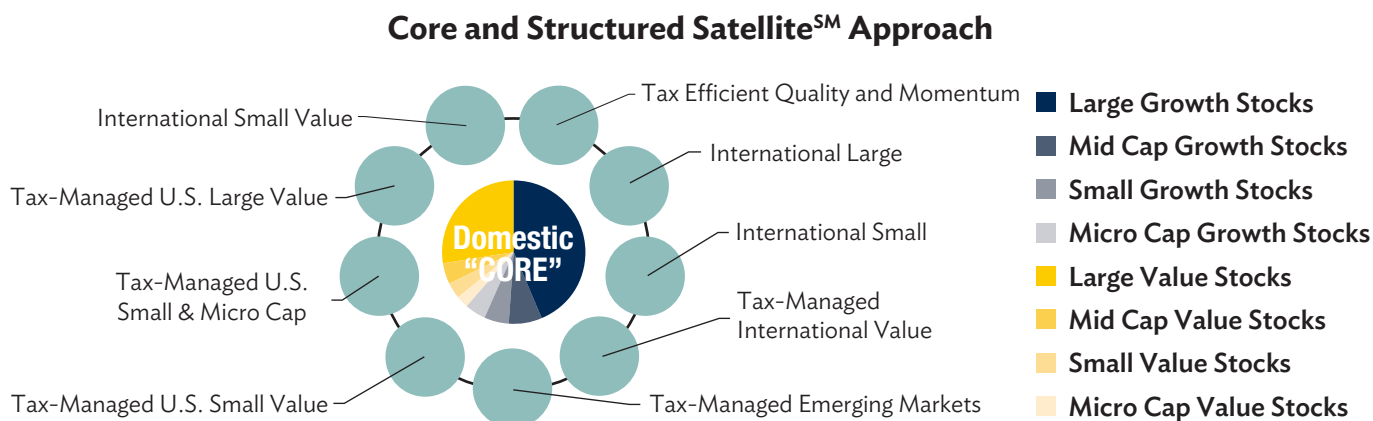 Core and Structured Satellite℠ Approach
Tax Efficient Quality and Momentum
International Small Value
International Large
Tax-Managed U.S. Large Value
International Small
Domestic
“CORE”
Tax-Managed U.S.
Small & Micro Cap
Tax-Managed
International Value
Tax-Managed U.S. Small Value
Tax-Managed Emerging Markets
Large Growth Stocks
Mid Cap Growth Stocks
Small Growth Stocks
Micro Cap Growth Stocks
Large Value Stocks
Mid Cap Value Stocks
Small Value Stocks
Micro Cap Value Stocks